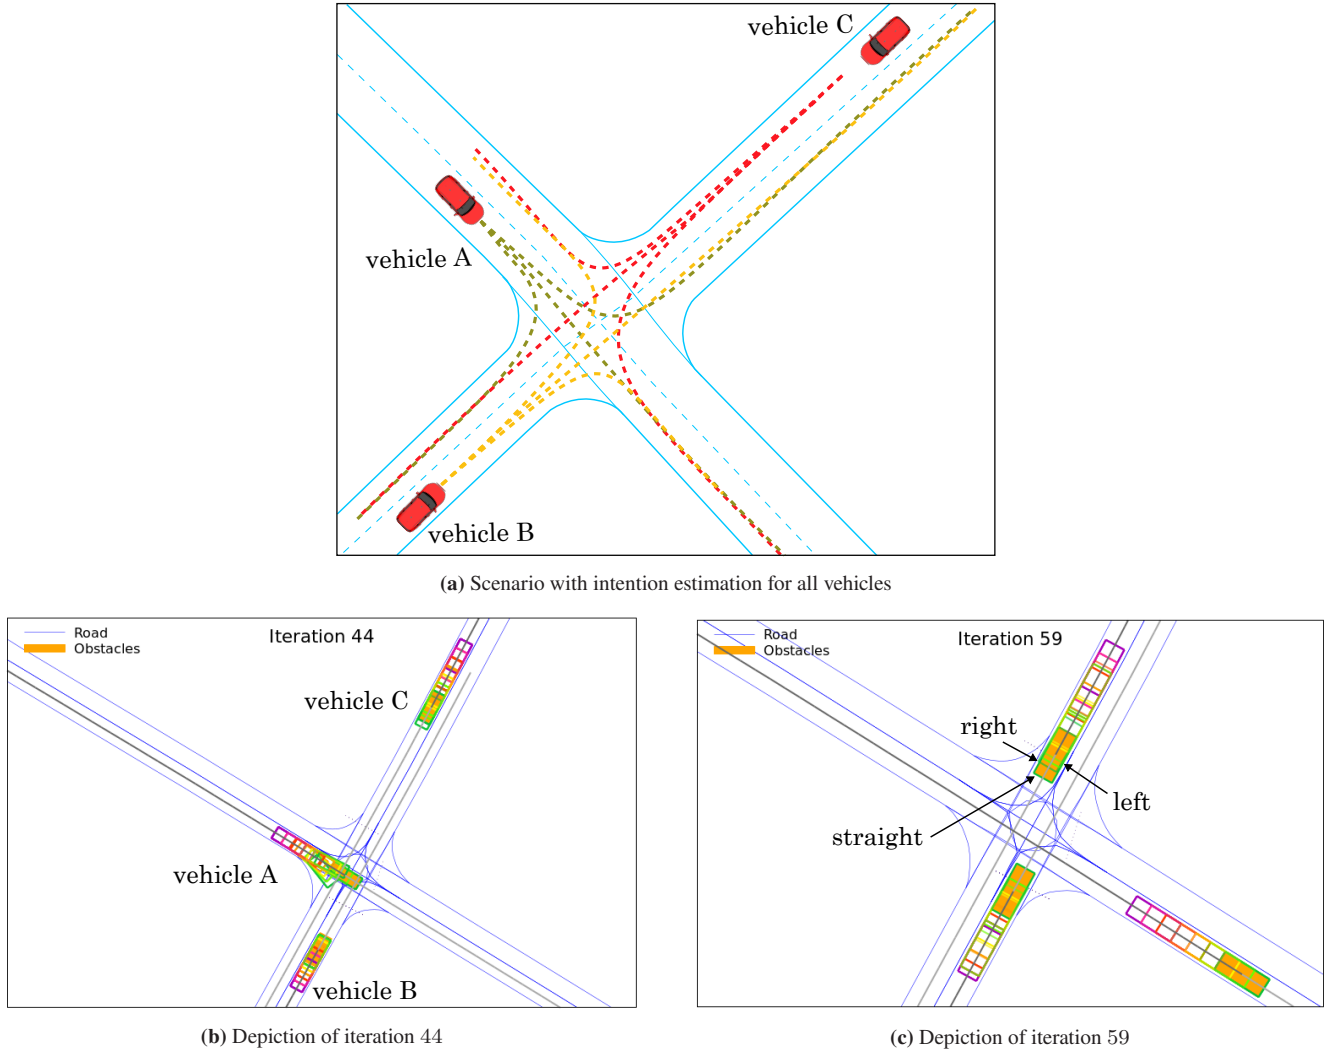 vehicle C
vehicle A
vehicle B
(a) Scenario with intention estimation for all vehicles
Road
Obstacles
Iteration 44
vehicle C
vehicle A
vehicle B
(b) Depiction of iteration 44
Road
Obstacles
Iteration 59
right
left
straight
(c) Depiction of iteration 59